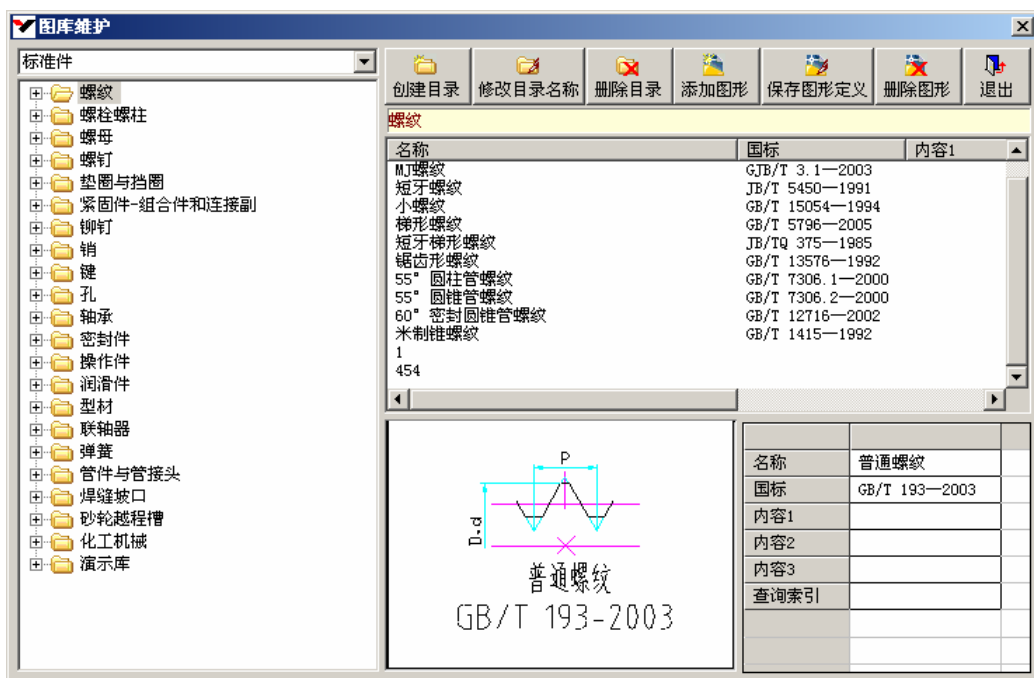 图库维护
标准件
创建目录 修改目录名称 删除目录 添加图形 保存图形定义 删除图形 退出
螺纹
螺栓螺柱
螺母
螺钉
垫圈与挡圈
紧固件-组合件和连接副
铆钉
销
键
孔
轴承
密封件
操作件
润滑件
型材
联轴器
弹簧
管件与管接头
焊缝坡口
砂轮越程槽
化工机械
演示库
螺纹
名称 国标 内容1
MJ螺纹 GJB/T 3.1—2003
短牙螺纹 JB/T 5450—1991
小螺纹 GB/T 15054—1994
梯形螺纹 GB/T 5796—2005
短牙梯形螺纹 JB/TQ 375—1985
锯齿形螺纹 GB/T 13576—1992
55° 圆柱管螺纹 GB/T 7306.1—2000
55° 圆锥管螺纹 GB/T 7306.2—2000
60° 密封圆锥管螺纹 GB/T 12716—2002
米制锥螺纹 GB/T 1415—1992
1
454
P
D.d
普通螺纹
GB/T 193-2003
名称 普通螺纹
国标 GB/T 193—2003
内容1
内容2
内容3
查询索引